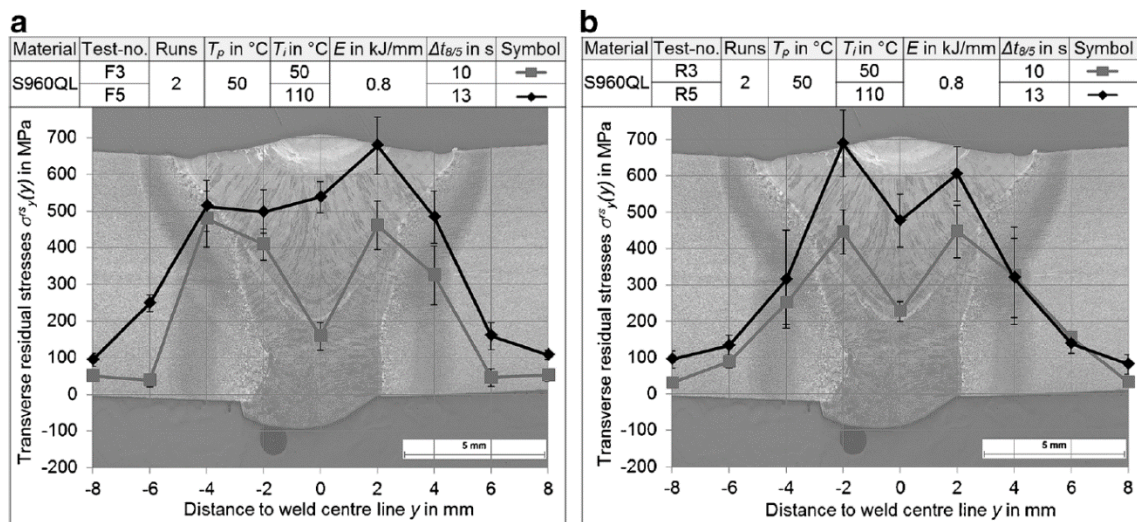 a
Material Test-no. Runs Tp in °C Ti in °C E in kJ/mm Δt8/5 in s Symbol
S960QL F3 2 50 50 0.8 10
F5 110 13
Transverse residual stresses σrs y(y) in MPa
700
600
500
400
300
200
100
0
-100
-200
5 mm
-8 -6 -4 -2 0 2 4 6 8
Distance to weld centre line y in mm
b
Material Test-no. Runs Tp in °C Ti in °C E in kJ/mm Δt8/5 in s Symbol
S960QL R3 2 50 50 0.8 10
R5 110 13
Transverse residual stresses σrs y(y) in MPa
700
600
500
400
300
200
100
0
-100
-200
5 mm
-8 -6 -4 -2 0 2 4 6 8
Distance to weld centre line y in mm